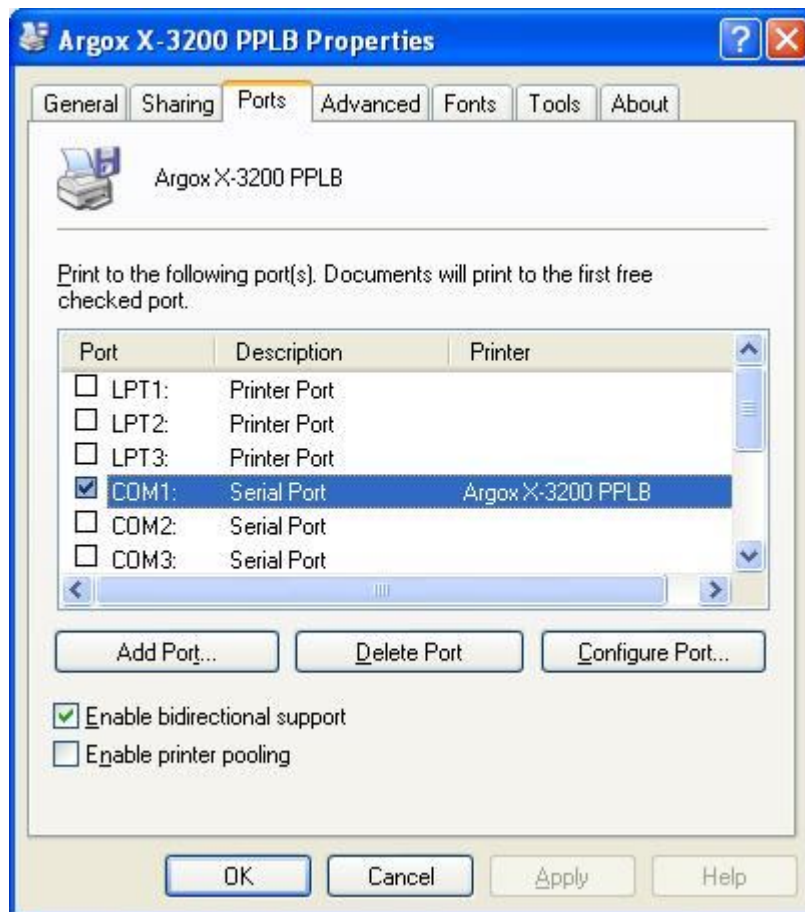 Argox X-3200 PPLB Properties
General Sharing Ports Advanced Fonts Tools About
Argox X-3200 PPLB
Print to the following port(s). Documents will print to the first free
checked port.
Port Description Printer
LPT1: Printer Port
LPT2: Printer Port
LPT3: Printer Port
COM1: Serial Port Argox X-3200 PPLB
COM2: Serial Port
COM3: Serial Port
Add Port... Delete Port Configure Port...
Enable bidirectional support
Enable printer pooling
OK Cancel Apply Help